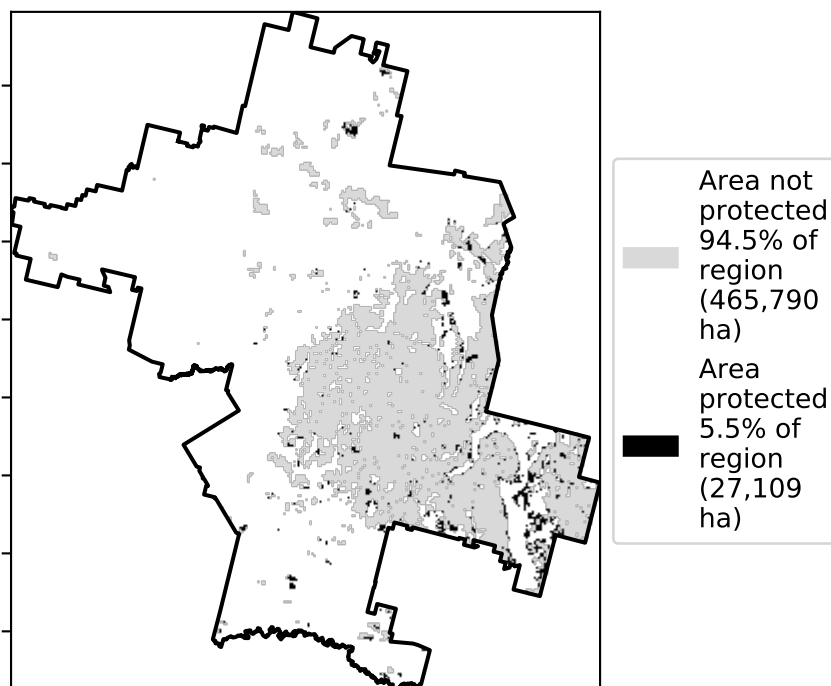 Area not
protected
94.5% of
region
(465,790
ha)
Area
protected
5.5% of
region
(27,109
ha)